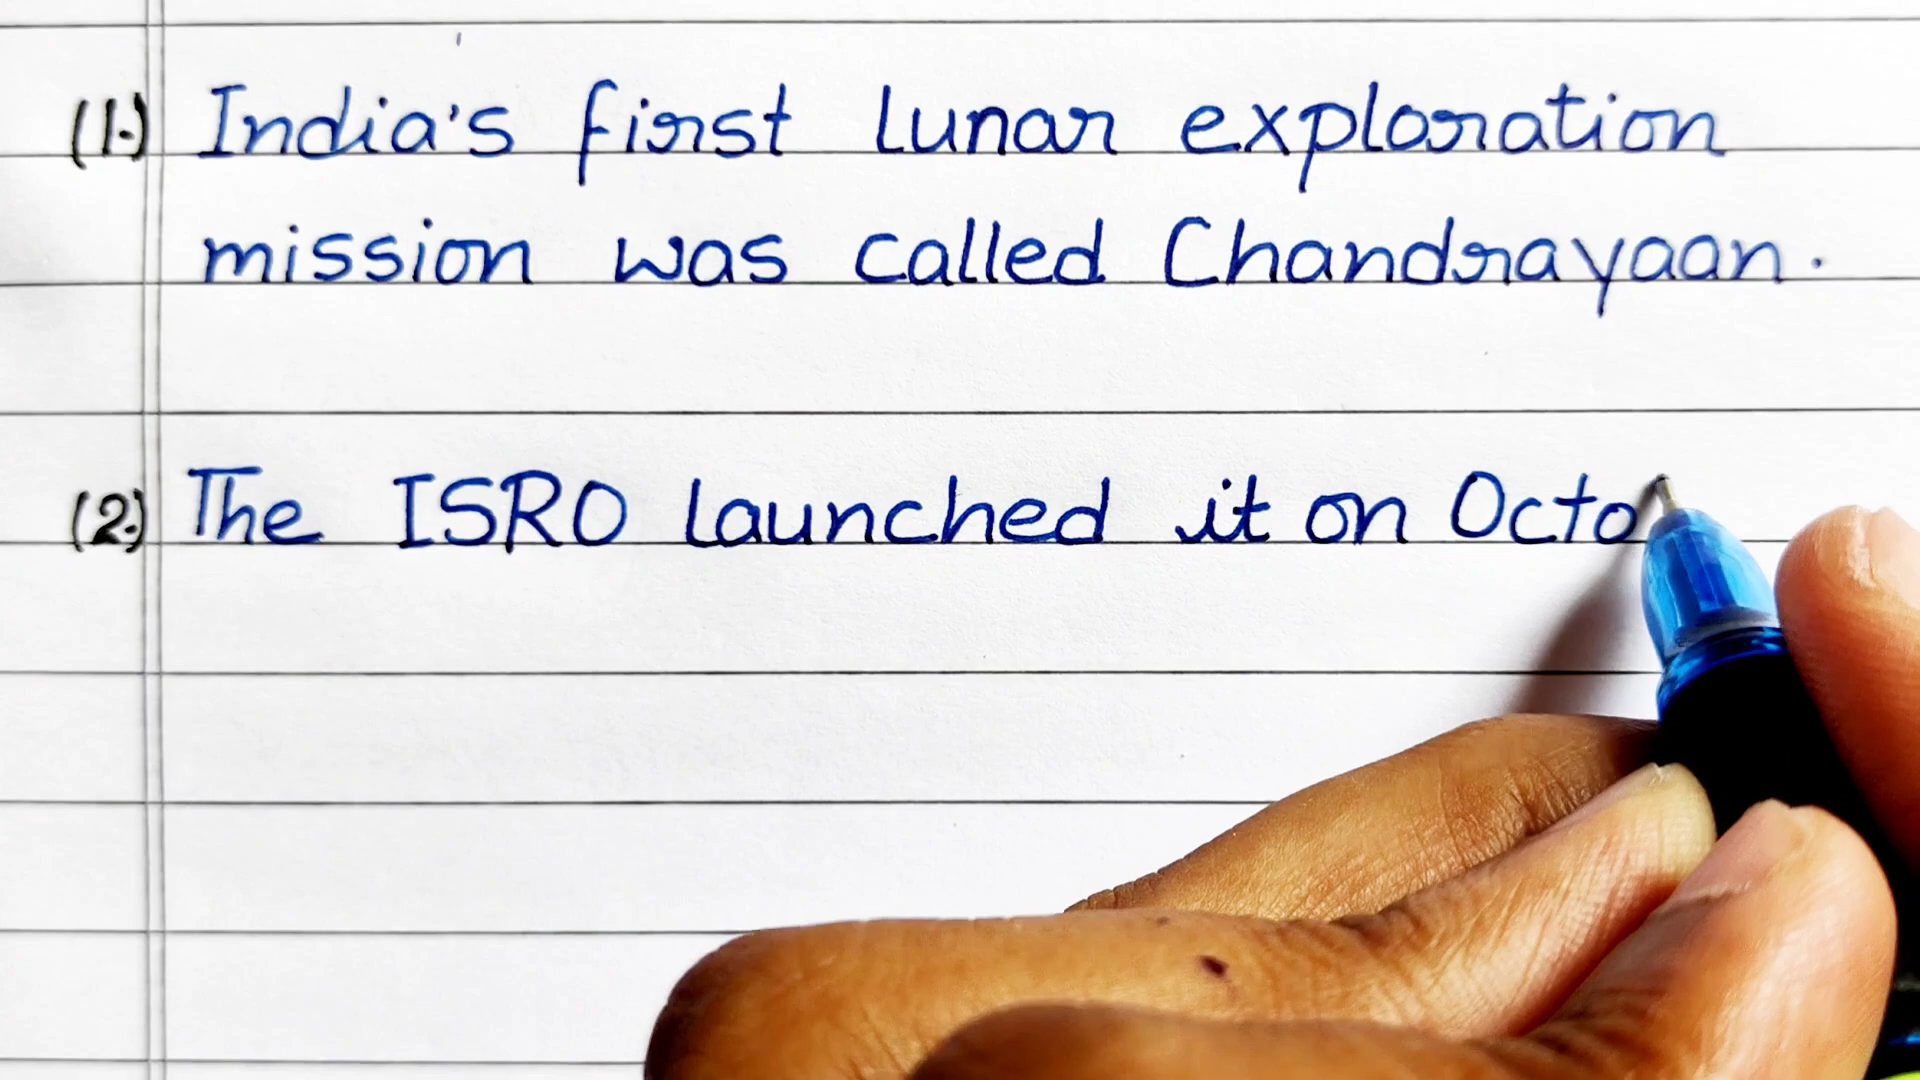 (1.) India's first lunar exploration
mission was called Chandrayaan.
(2.) The ISRO launched it on Octo